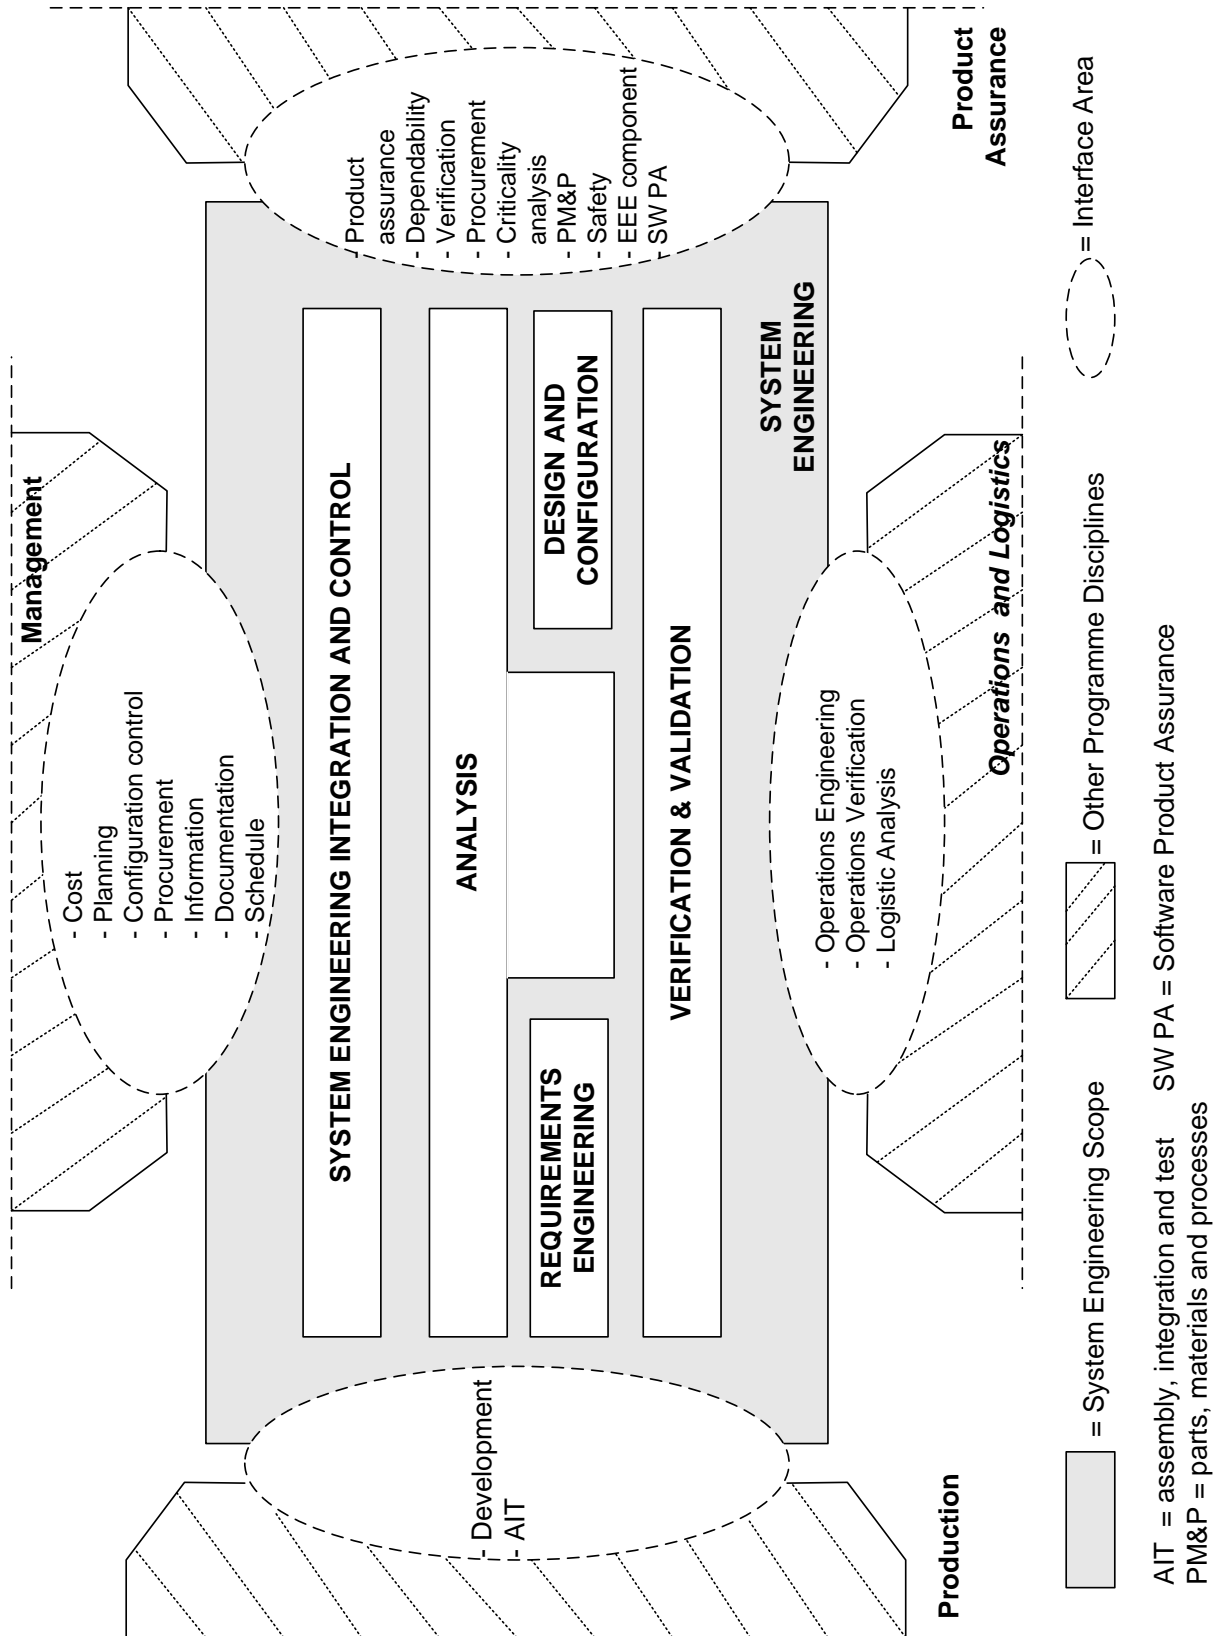 Management
- Cost
- Planning
- Configuration control
- Procurement
- Information
- Documentation
- Schedule
Production
- Development
- AIT
SYSTEM ENGINEERING INTEGRATION AND CONTROL
ANALYSIS
REQUIREMENTS
ENGINEERING
DESIGN AND
CONFIGURATION
VERIFICATION & VALIDATION
SYSTEM
ENGINEERING
- Product
assurance
- Dependability
- Verification
- Procurement
- Criticality
analysis
- PM&P
- Safety
- EEE component
- SW PA
Product
Assurance
- Operations Engineering
- Operations Verification
- Logistic Analysis
Operations and Logistics
= System Engineering Scope
= Other Programme Disciplines
= Interface Area
AIT = assembly, integration and test SW PA = Software Product Assurance
PM&P = parts, materials and processes